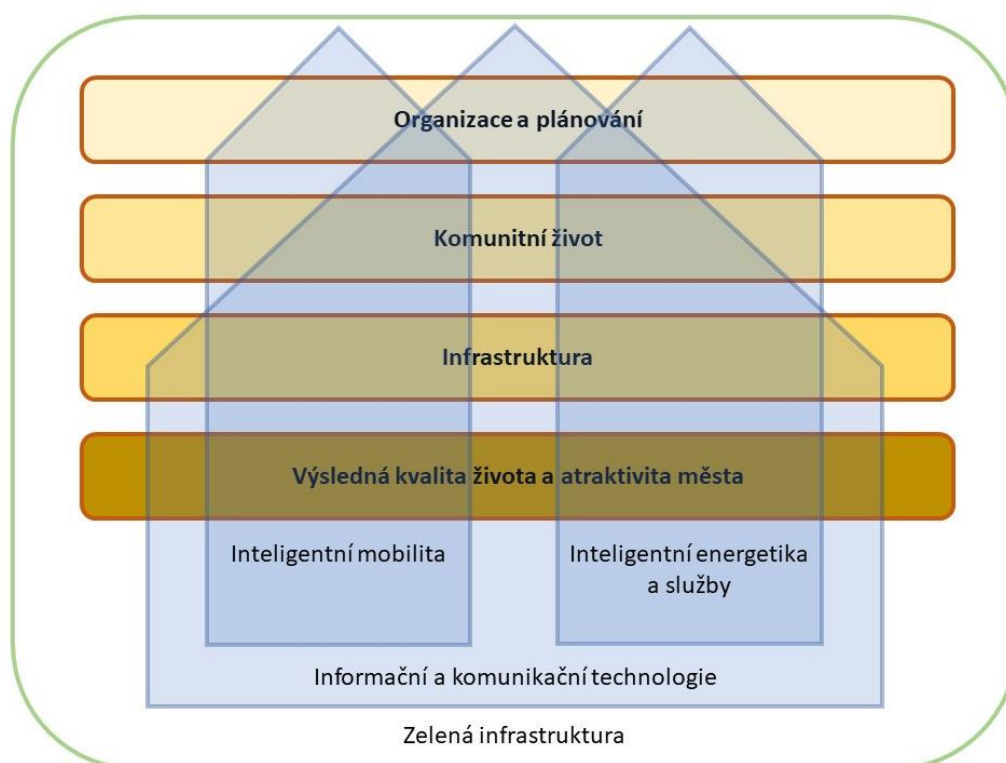 Organizace a plánování
Komunitní život
Infrastruktura
Výsledná kvalita života a atraktivita města
Inteligentní mobilita
Inteligentní energetika
a služby
Informační a komunikační technologie
Zelená infrastruktura